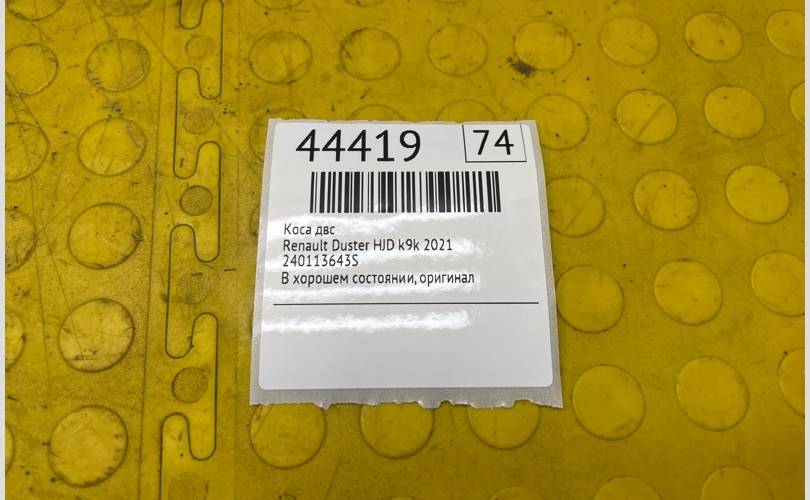 44419 74
Коса двс
Renault Duster HJD k9k 2021
240113643S
В хорошем состоянии, оригинал